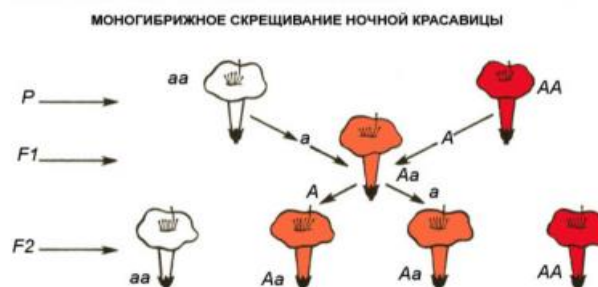 МОНОГИБРИЖНОЕ СКРЕЩИВАНИЕ НОЧНОЙ КРАСАВИЦЫ
P aa AA
a A
F1 Aa
A a
F2 aa Aa Aa AA